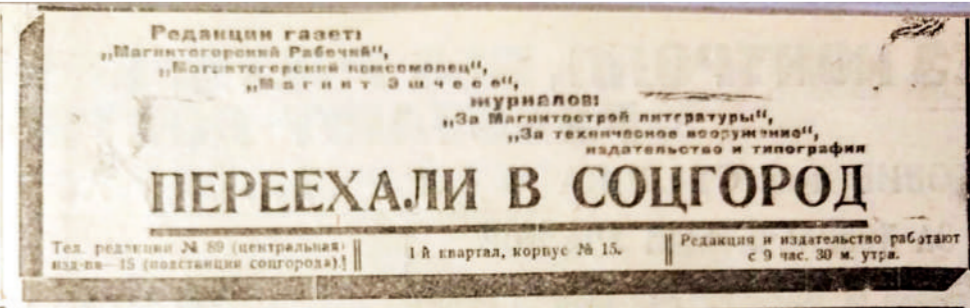 Редакции газет:
„Магнитогорский Рабочий",
„Магнитогорский комсомолец",
„Магнит Эшчесе",
журналов:
„За Магнитострой литературы",
„За техническое вооружение",
издательство и типография
ПЕРЕЕХАЛИ В СОЦГОРОД
Тел. редакции № 89 (центральная)
изд-ва—15 (подстанции соцгорода).
1 й квартал, корпус № 15.
Редакция и издательство работают
с 9 час. 30 м. утра.